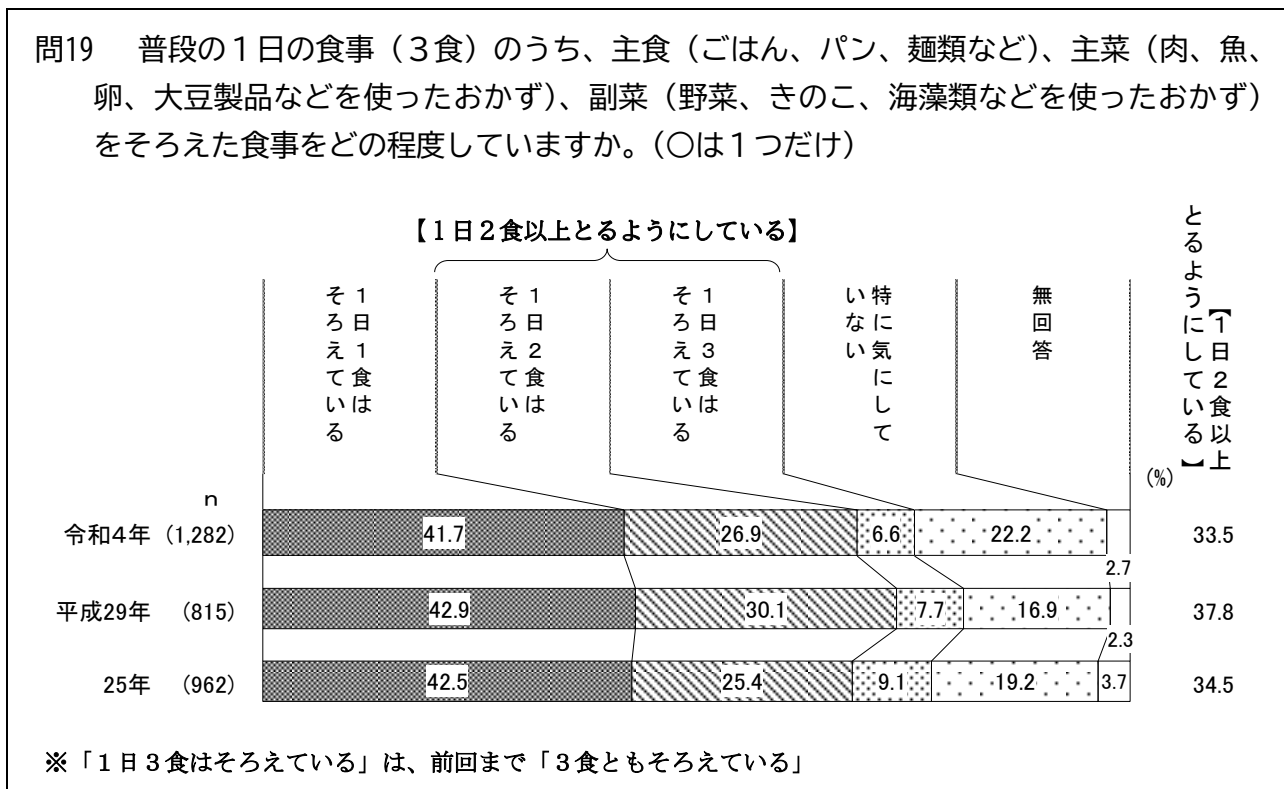 問19　普段の１日の食事（３食）のうち、主食（ごはん、パン、麺類など）、主菜（肉、魚、
卵、大豆製品などを使ったおかず）、副菜（野菜、きのこ、海藻類などを使ったおかず）
をそろえた食事をどの程度していますか。（○は１つだけ）
【１日２食以上とるようにしている】
１日１食は
そろえている
１日２食は
そろえている
１日３食は
そろえている
特に気にして
いない
無回答
【１日２食以上
とるようにしている】
(%)
ｎ
令和4年 (1,282) 41.7 26.9 6.6 22.2 2.7 33.5
平成29年 (815) 42.9 30.1 7.7 16.9 2.3 37.8
25年 (962) 42.5 25.4 9.1 19.2 3.7 34.5
※「１日３食はそろえている」は、前回まで「３食ともそろえている」